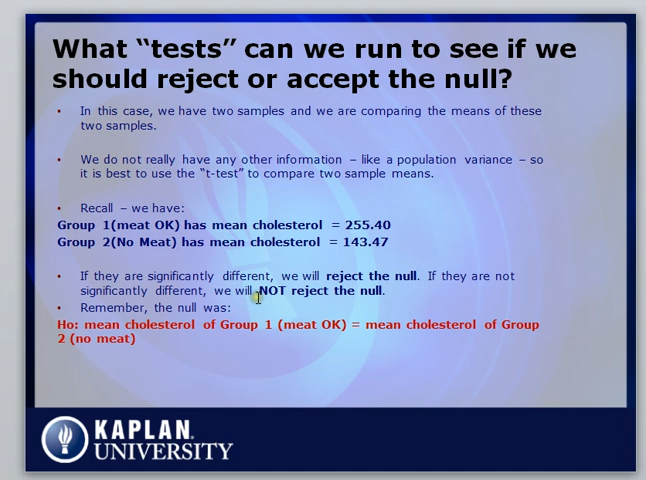 What “tests” can we run to see if we
should reject or accept the null?
• In this case, we have two samples and we are comparing the means of these
two samples.
• We do not really have any other information – like a population variance – so
it is best to use the “t-test” to compare two sample means.
• Recall – we have:
Group 1(meat OK) has mean cholesterol = 255.40
Group 2(No Meat) has mean cholesterol = 143.47
• If they are significantly different, we will reject the null. If they are not
significantly different, we will NOT reject the null.
• Remember, the null was:
Ho: mean cholesterol of Group 1 (meat OK) = mean cholesterol of Group
2 (no meat)
KAPLAN
UNIVERSITY